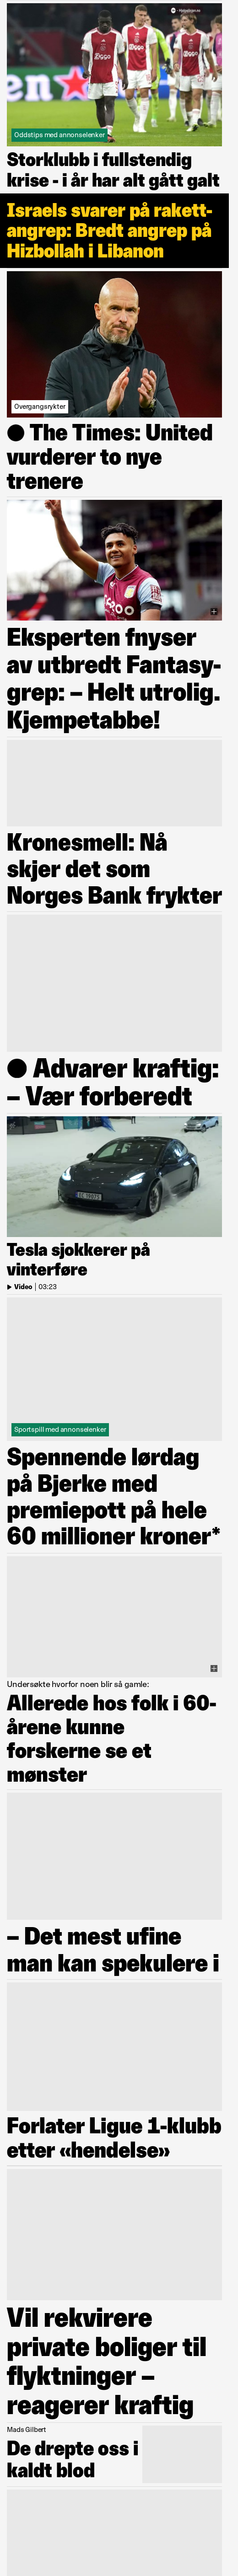 Oddstips med annonselenker
Storklubb i fullstendig
krise - i år har alt gått galt
Israels svarer på rakett-
angrep: Bredt angrep på
Hizbollah i Libanon
Overgangsrykter
● The Times: United
vurderer to nye
trenere
Eksperten fnyser
av utbredt Fantasy-
grep: – Helt utrolig.
Kjempetabbe!
Kronesmell: Nå
skjer det som
Norges Bank frykter
● Advarer kraftig:
– Vær forberedt
Tesla sjokkerer på
vinterføre
Video | 03:23
Sportspill med annonselenker
Spennende lørdag
på Bjerke med
premiepott på hele
60 millioner kroner*
Undersøkte hvorfor noen blir så gamle:
Allerede hos folk i 60-
årene kunne
forskerne se et
mønster
– Det mest ufine
man kan spekulere i
Forlater Ligue 1-klubb
etter «hendelse»
Vil rekvirere
private boliger til
flyktninger –
reagerer kraftig
Mads Gilbert
De drepte oss i
kaldt blod